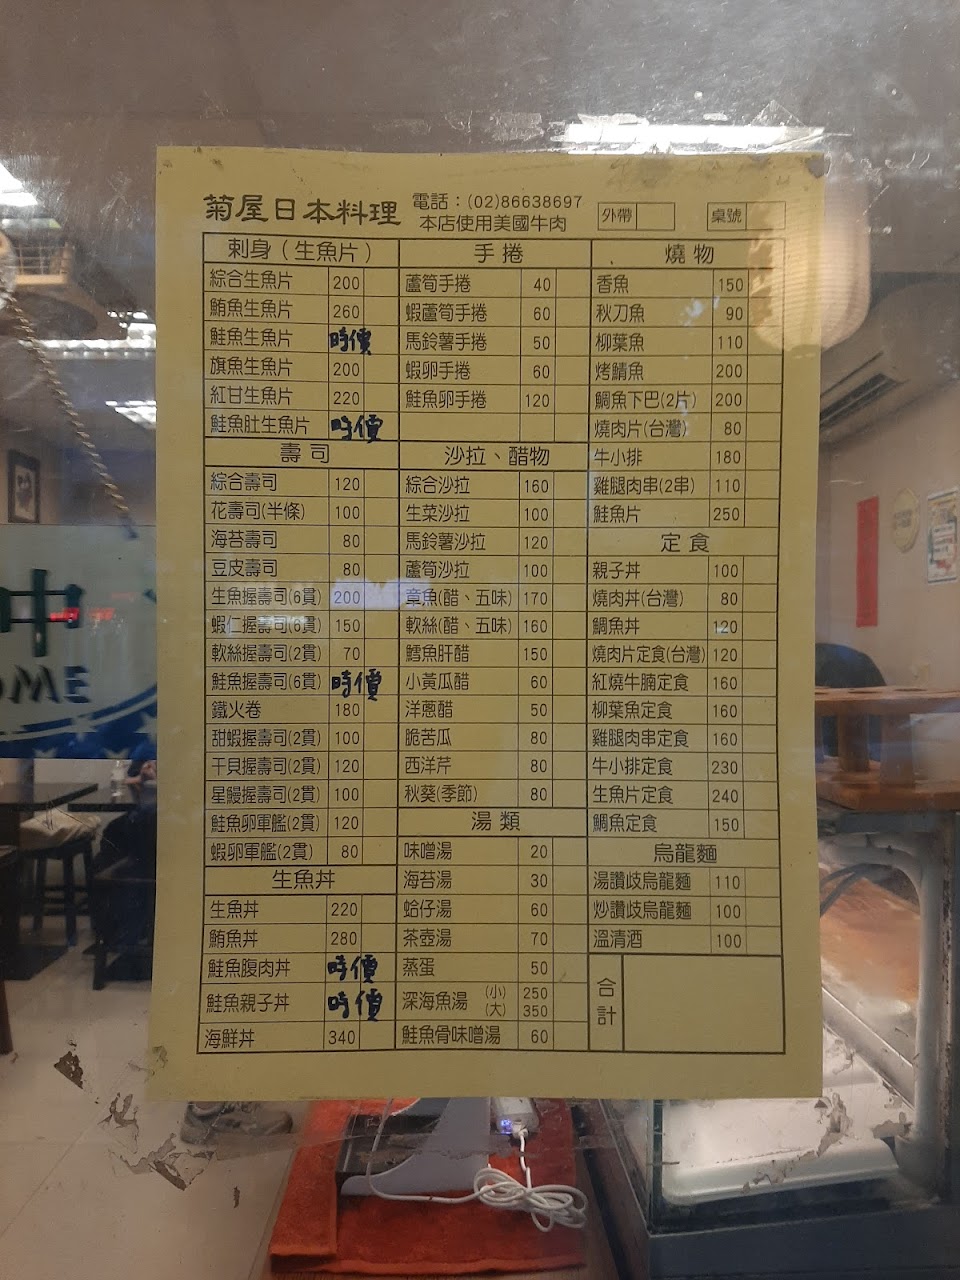 菊屋日本料理
電話：(02)86638697
本店使用美國牛肉
外帶
桌號
刺身（生魚片）
綜合生魚片 200
鮪魚生魚片 260
鮭魚生魚片 時價
旗魚生魚片 200
紅甘生魚片 220
鮭魚肚生魚片 時價
壽司
綜合壽司 120
花壽司(半條) 100
海苔壽司 80
豆皮壽司 80
生魚握壽司(6貫) 200
蝦仁握壽司(6貫) 150
軟絲握壽司(2貫) 70
鮭魚握壽司(6貫) 時價
鐵火卷 180
甜蝦握壽司(2貫) 100
干貝握壽司(2貫) 120
星鰻握壽司(2貫) 100
鮭魚卵軍艦(2貫) 120
蝦卵軍艦(2貫) 80
生魚丼
生魚丼 220
鮪魚丼 280
鮭魚腹肉丼 時價
鮭魚親子丼 時價
海鮮丼 340
手捲
蘆筍手捲 40
蝦蘆筍手捲 60
馬鈴薯手捲 50
蝦卵手捲 60
鮭魚卵手捲 120
沙拉、醋物
綜合沙拉 160
生菜沙拉 100
馬鈴薯沙拉 120
蘆筍沙拉 100
章魚(醋、五味) 170
軟絲(醋、五味) 160
鱈魚肝醋 150
小黃瓜醋 60
洋蔥醋 50
脆苦瓜 80
西洋芹 80
秋葵(季節) 80
湯類
味噌湯 20
海苔湯 30
蛤仔湯 60
茶壺湯 70
蒸蛋 50
深海魚湯 (小) 250
(大) 350
鮭魚骨味噌湯 60
燒物
香魚 150
秋刀魚 90
柳葉魚 110
烤鯖魚 200
鯛魚下巴(2片) 200
燒肉片(台灣) 80
牛小排 180
雞腿肉串(2串) 110
鮭魚片 250
定食
親子丼 100
燒肉丼(台灣) 80
鯛魚丼 120
燒肉片定食(台灣) 120
紅燒牛腩定食 160
柳葉魚定食 160
雞腿肉串定食 160
牛小排定食 230
生魚片定食 240
鯛魚定食 150
烏龍麵
湯讚歧烏龍麵 110
炒讚歧烏龍麵 100
溫清酒 100
合計